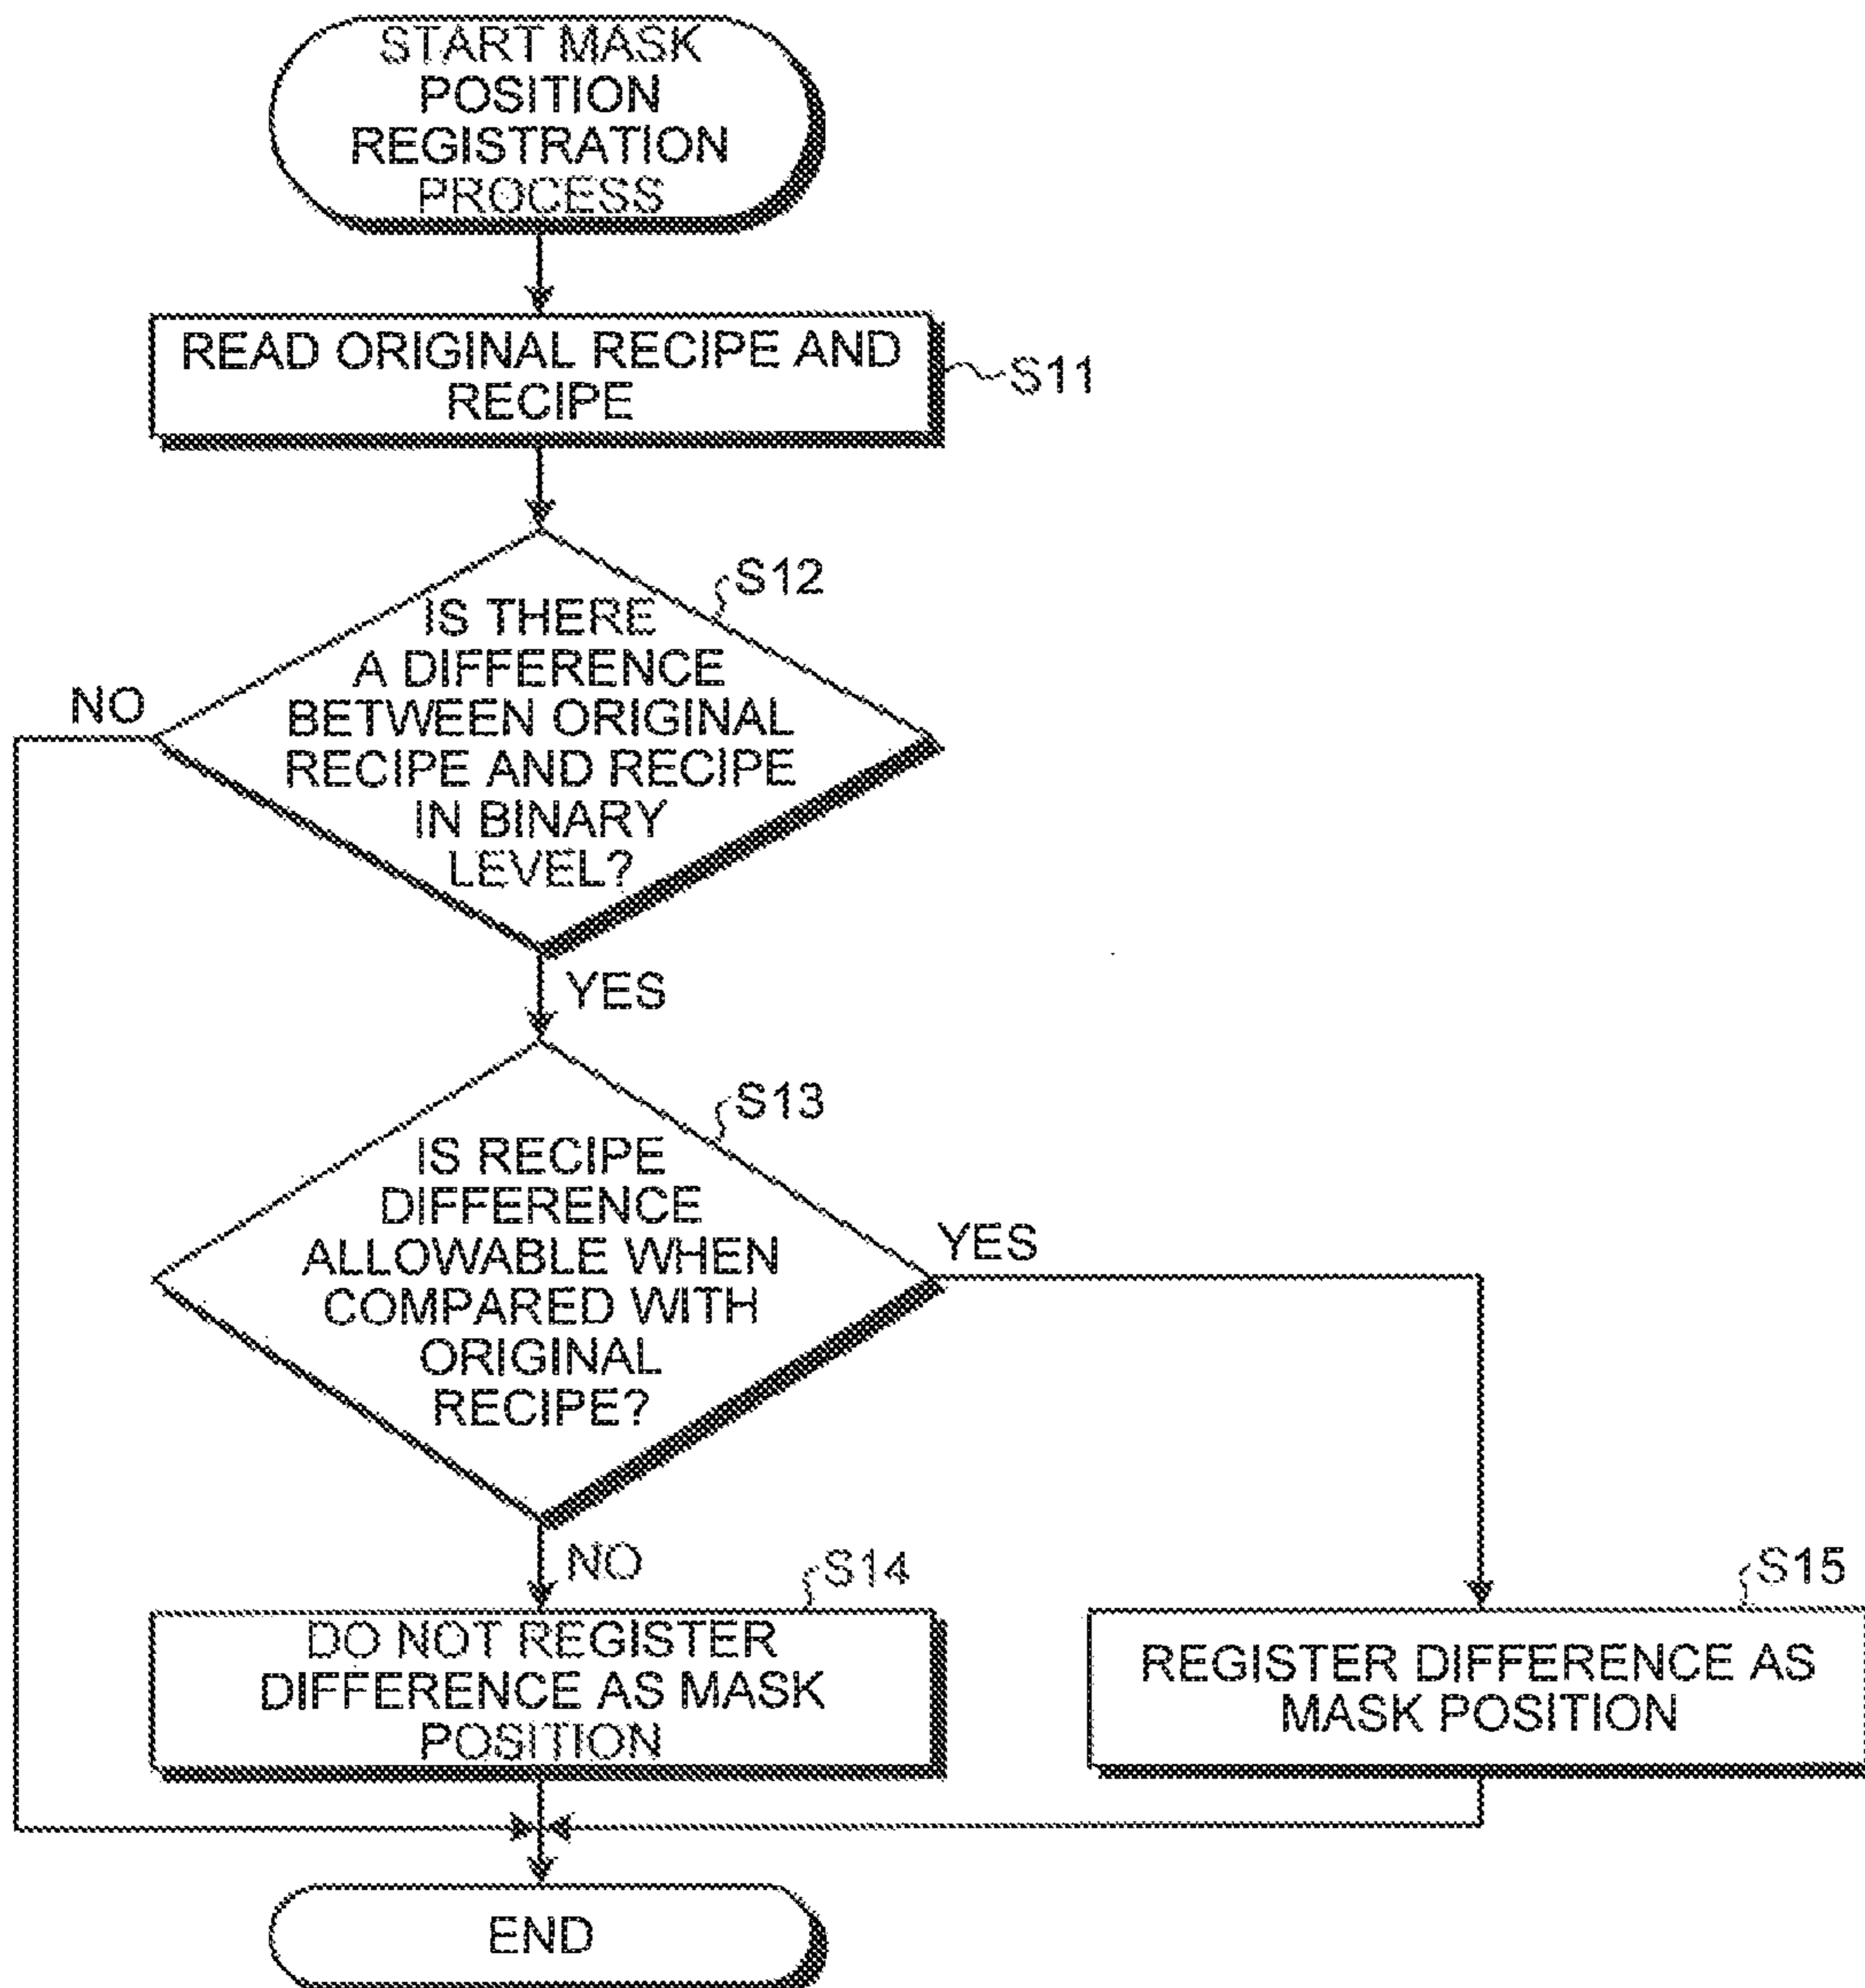 START MASK
POSITION
REGISTRATION
PROCESS
READ ORIGINAL RECIPE AND
RECIPE
S11
S12
IS THERE
A DIFFERENCE
BETWEEN ORIGINAL
RECIPE AND RECIPE
IN BINARY
LEVEL?
NO
YES
S13
IS RECIPE
DIFFERENCE
ALLOWABLE WHEN
COMPARED WITH
ORIGINAL
RECIPE?
YES
NO
S14
DO NOT REGISTER
DIFFERENCE AS MASK
POSITION
S15
REGISTER DIFFERENCE AS
MASK POSITION
END